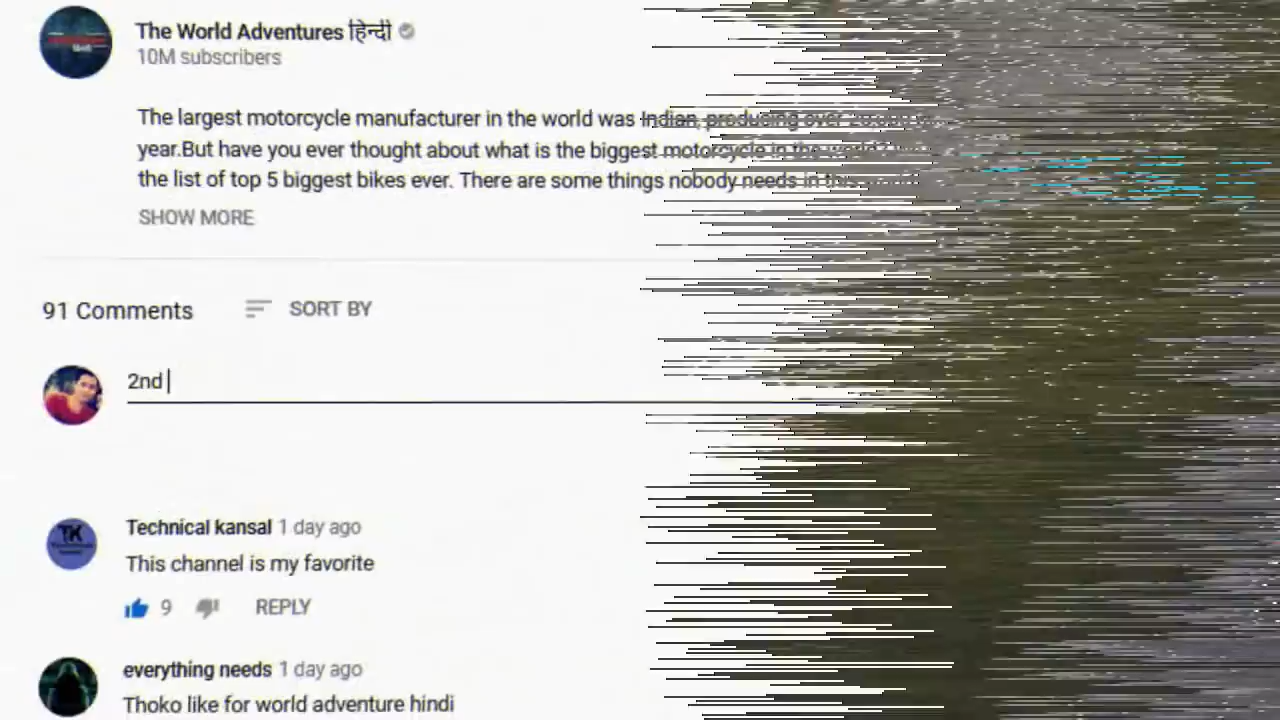 The World Adventures हिन्दी
10M subscribers
The largest motorcycle manufacturer in the world was Indian, producing over
year.But have you ever thought about what is the biggest motorcycle in the world?
the list of top 5 biggest bikes ever. There are some things nobody needs in this
SHOW MORE
91 Comments
SORT BY
2nd
TK
Technical kansal 1 day ago
This channel is my favorite
9 REPLY
everything needs 1 day ago
Thoko like for world adventure hindi